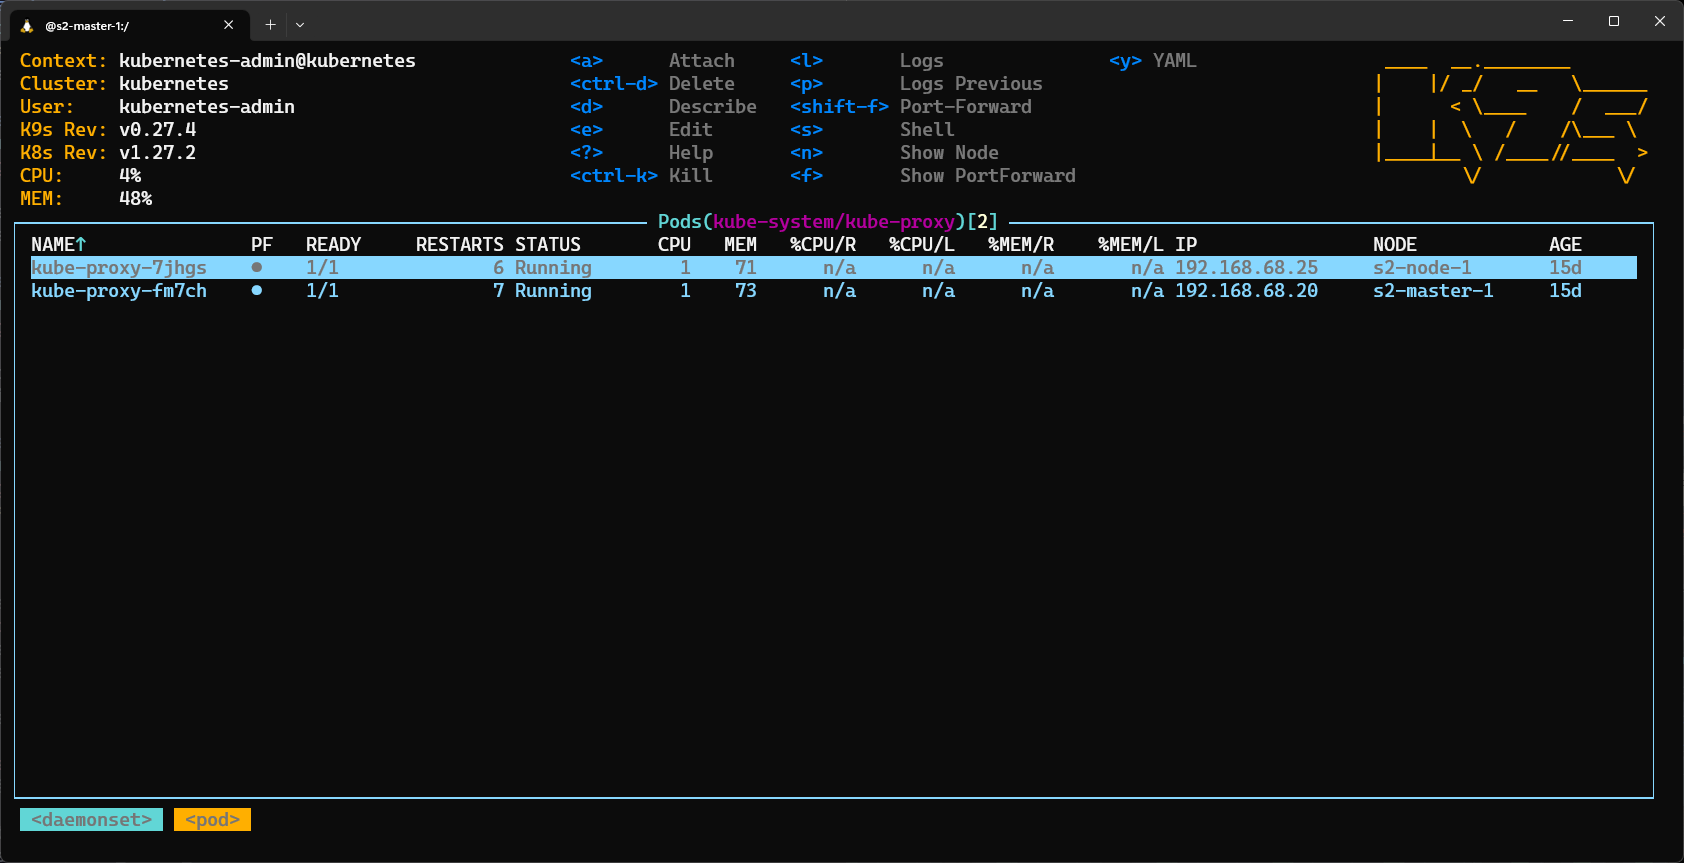 @s2-master-1:/
Context: kubernetes-admin@kubernetes <a> Attach <l> Logs <y> YAML
Cluster: kubernetes <ctrl-d> Delete <p> Logs Previous
User: kubernetes-admin <d> Describe <shift-f> Port-Forward
K9s Rev: v0.27.4 <e> Edit <s> Shell
K8s Rev: v1.27.2 <?> Help <n> Show Node
CPU: 4% <ctrl-k> Kill <f> Show PortForward
MEM: 48%
Pods(kube-system/kube-proxy)[2]
NAME↑ PF READY RESTARTS STATUS CPU MEM %CPU/R %CPU/L %MEM/R %MEM/L IP NODE AGE
kube-proxy-7jhgs ● 1/1 6 Running 1 71 n/a n/a n/a n/a 192.168.68.25 s2-node-1 15d
kube-proxy-fm7ch ● 1/1 7 Running 1 73 n/a n/a n/a n/a 192.168.68.20 s2-master-1 15d
<daemonset> <pod>